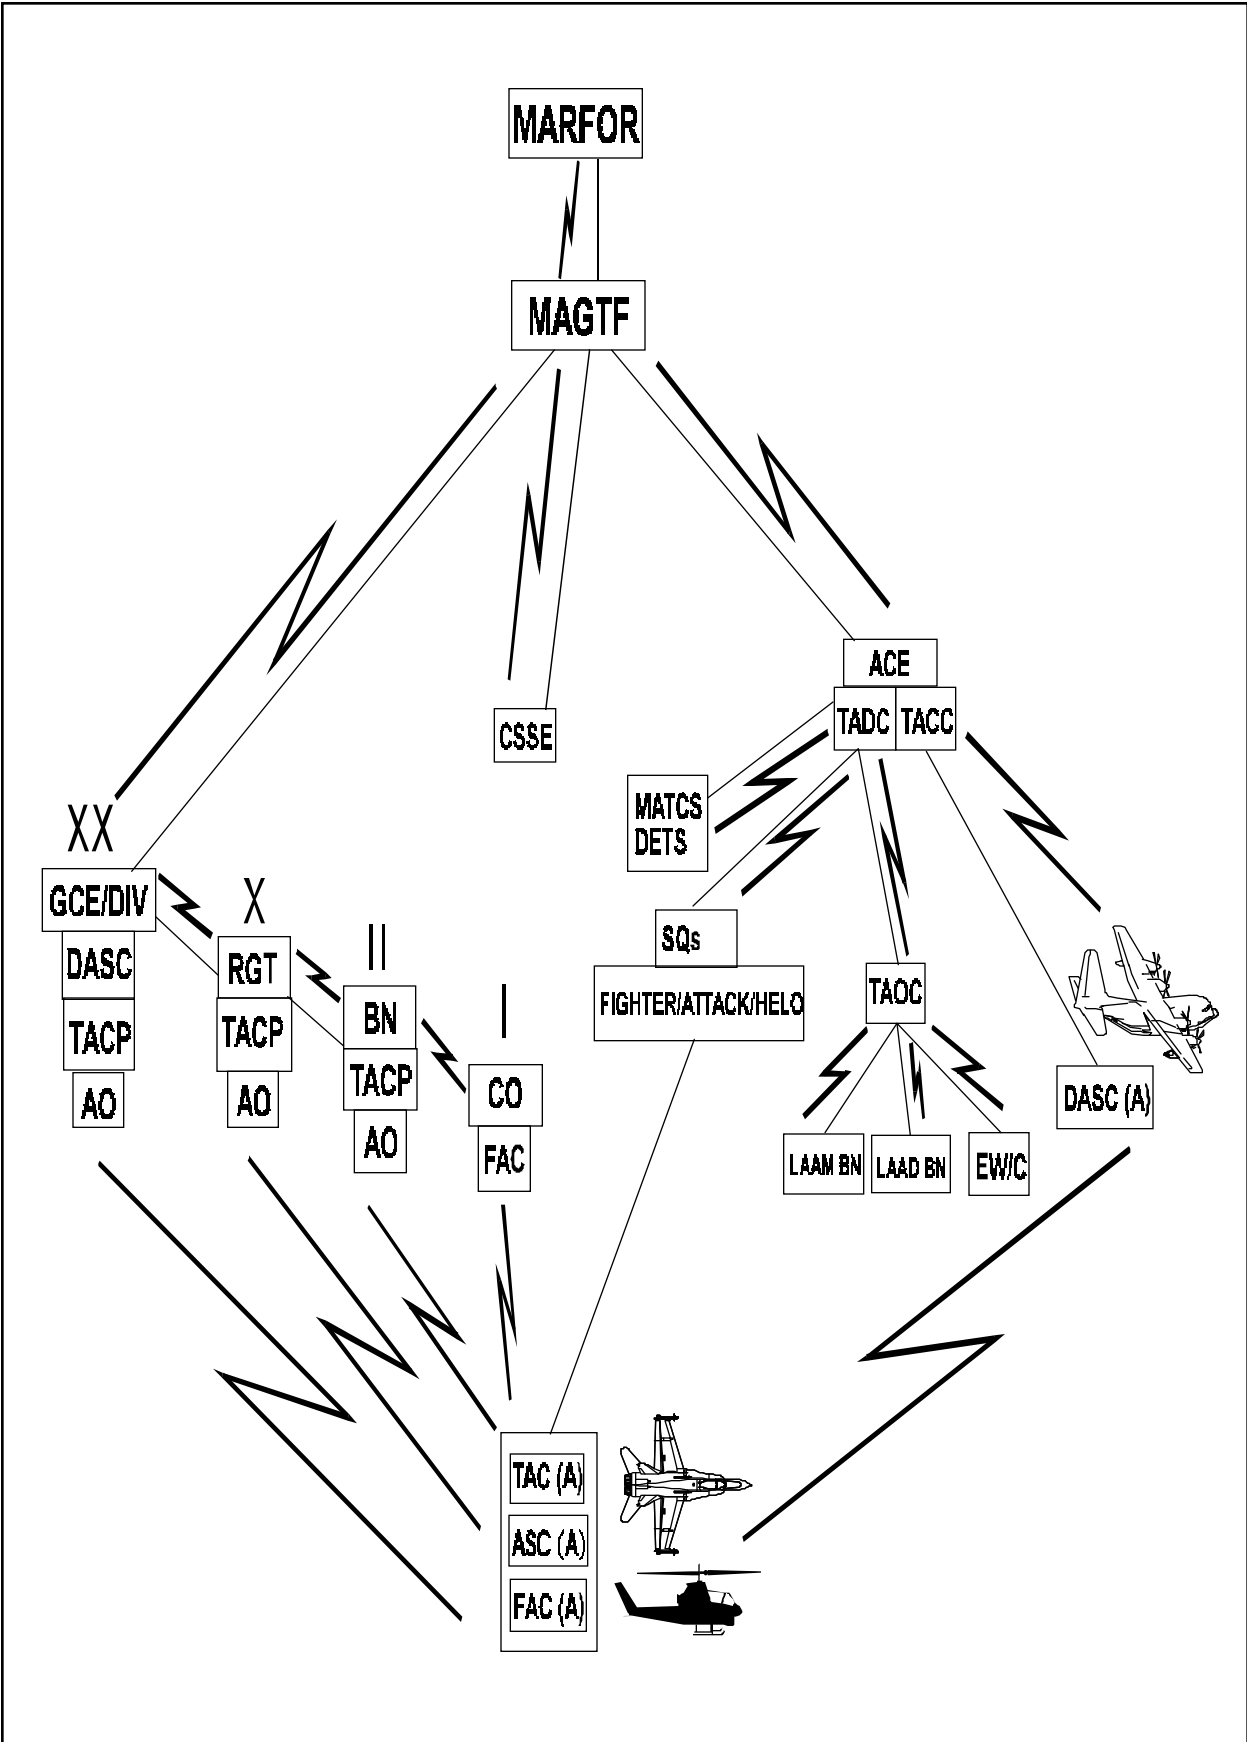 MARFOR
MAGTF
ACE
TADC TACC
CSSE
MATCS
DETS
XX
GCE/DIV
DASC
TACP
AO
X
RGT
TACP
AO
II
BN
TACP
AO
I
CO
FAC
SQs
FIGHTER/ATTACK/HELO
TAOC
LAAM BN
LAAD BN
EW/C
DASC (A)
TAC (A)
ASC (A)
FAC (A)